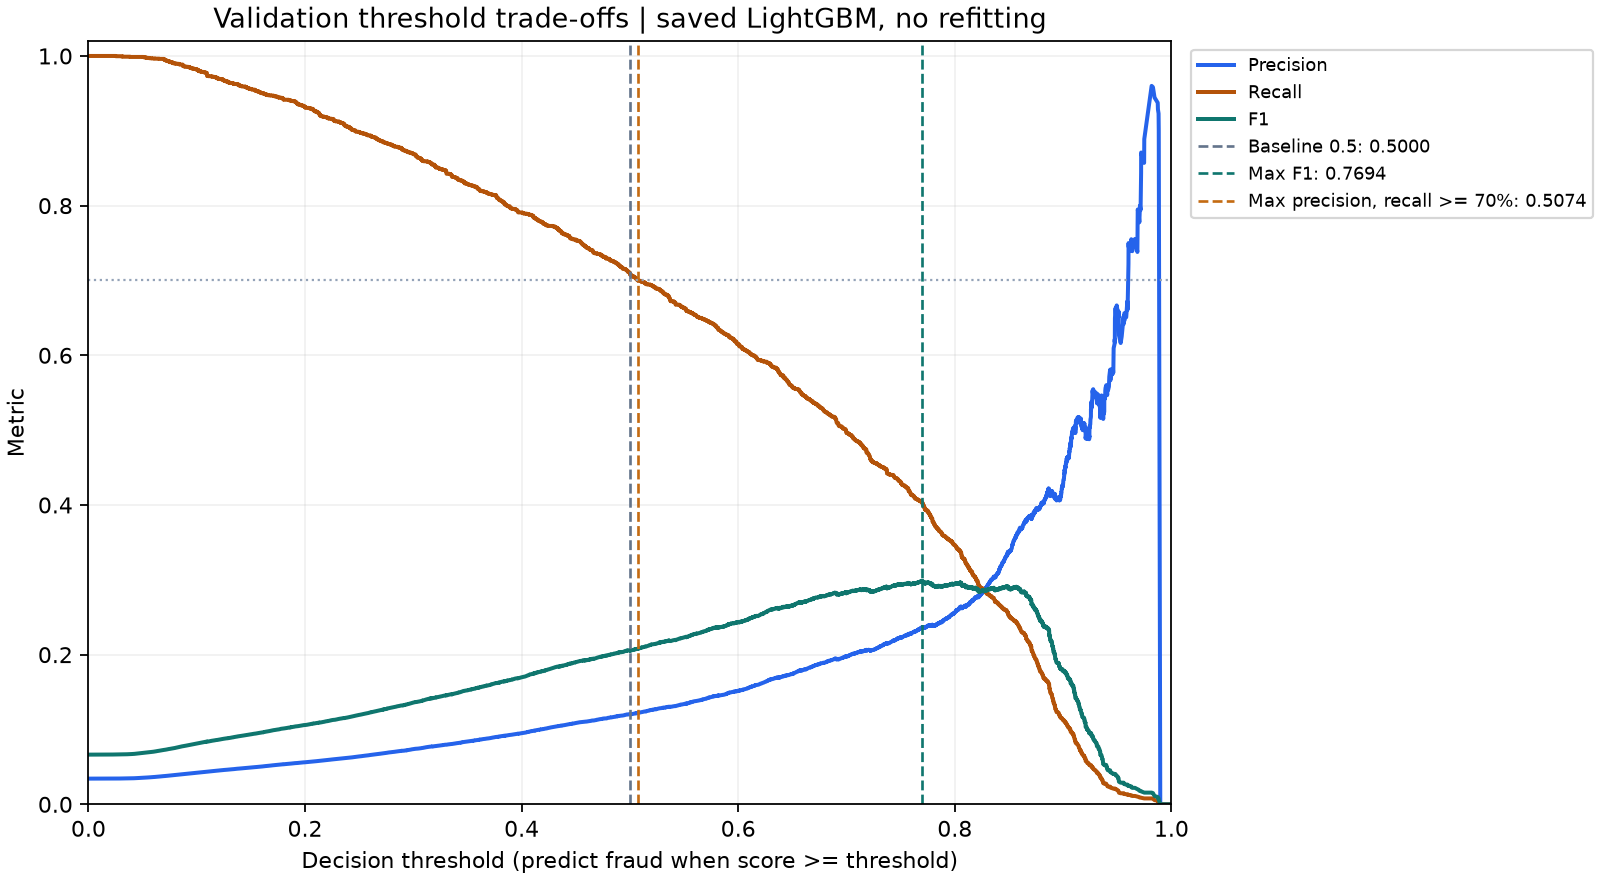 Validation threshold trade-offs | saved LightGBM, no refitting
Precision
Recall
F1
Baseline 0.5: 0.5000
Max F1: 0.7694
Max precision, recall >= 70%: 0.5074
Metric
1.0
0.8
0.6
0.4
0.2
0.0
0.0 0.2 0.4 0.6 0.8 1.0
Decision threshold (predict fraud when score >= threshold)